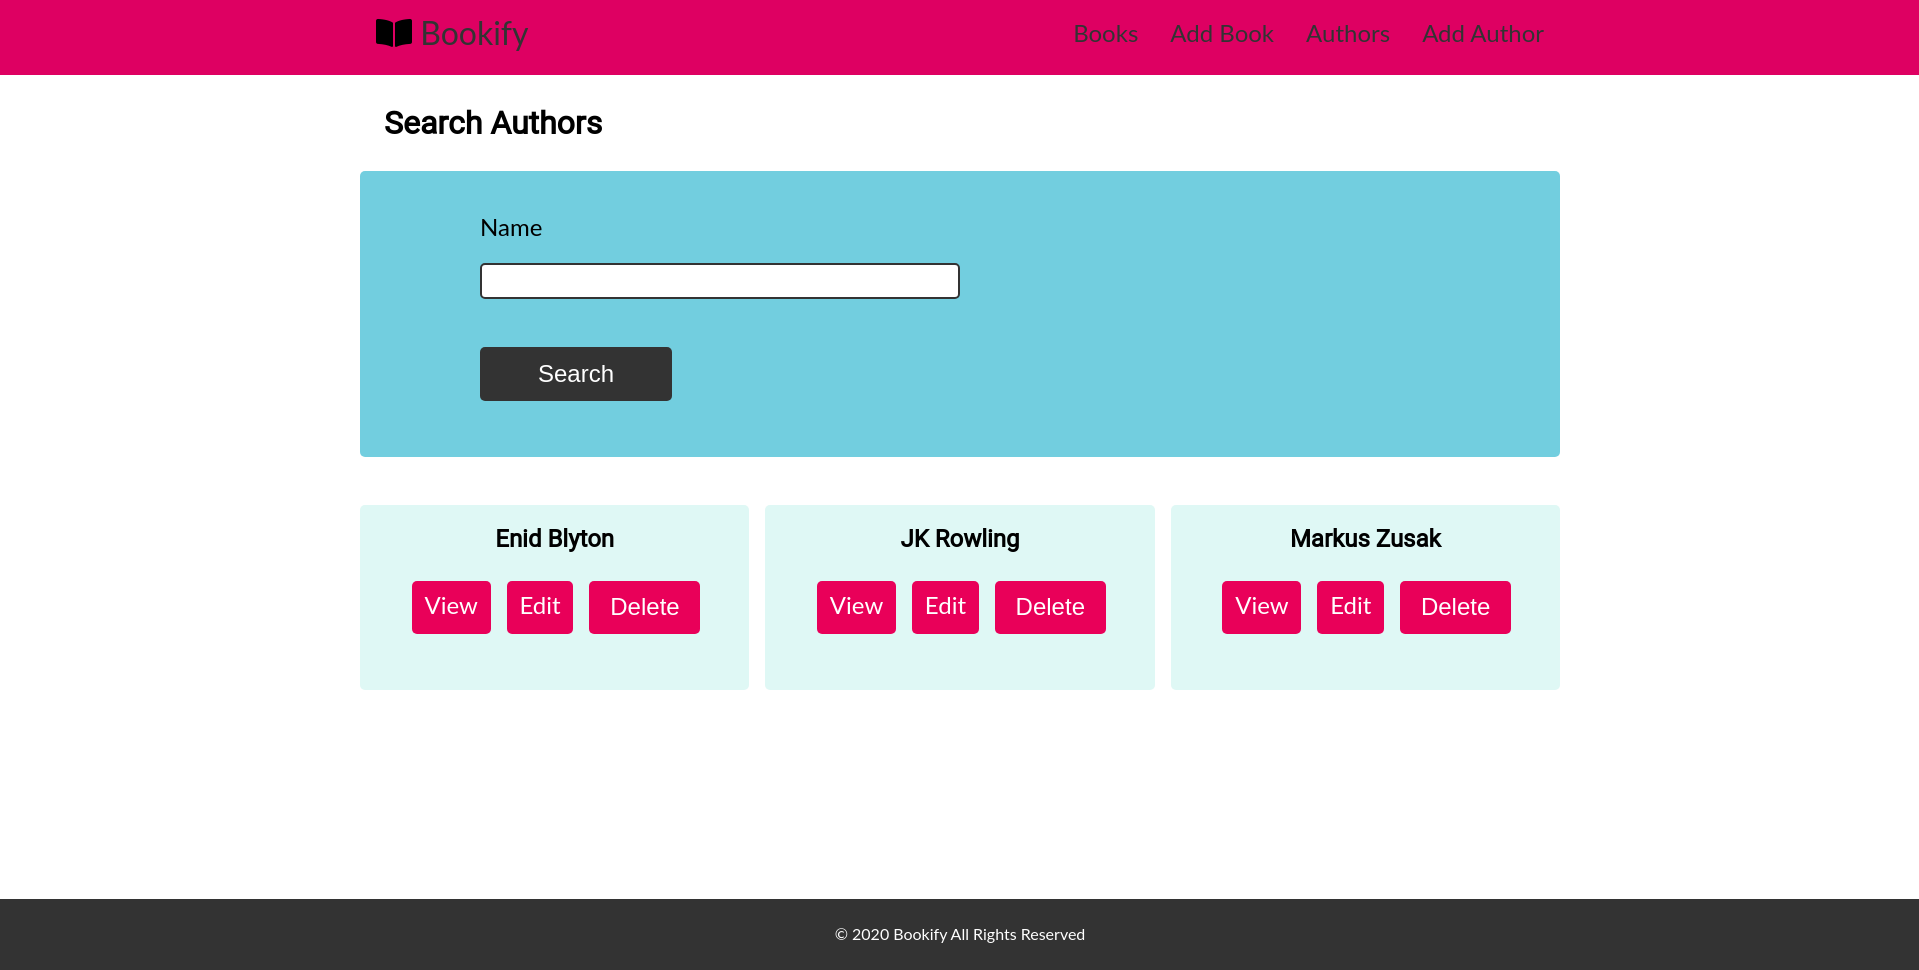 Bookify Books Add Book Authors Add Author
Search Authors
Name
Search
Enid Blyton JK Rowling Markus Zusak
View Edit Delete View Edit Delete View Edit Delete
© 2020 Bookify All Rights Reserved